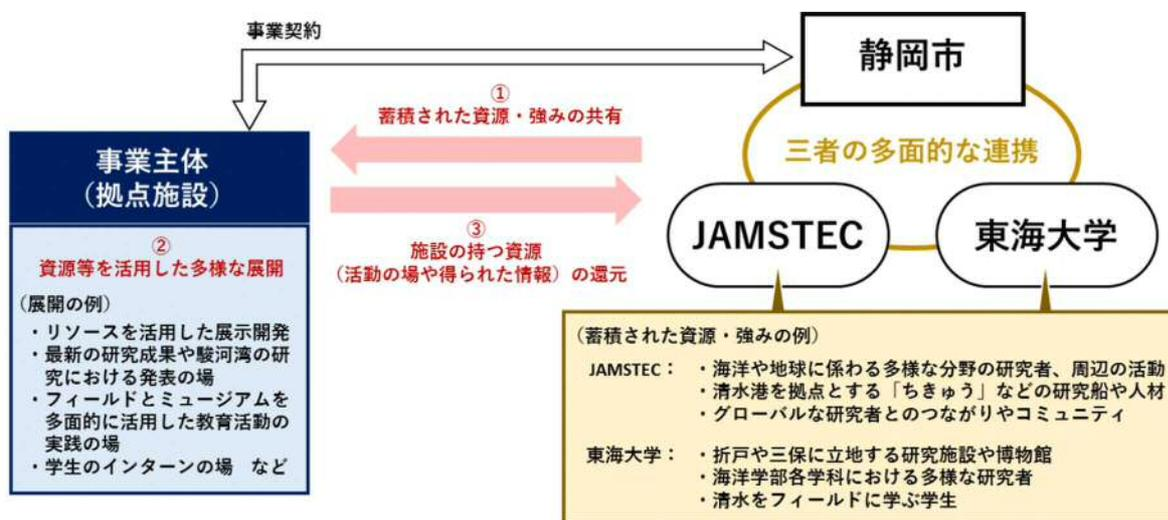 事業契約
静岡市
①
蓄積された資源・強みの共有
三者の多面的な連携
事業主体
(拠点施設)
JAMSTEC
東海大学
③
施設の持つ資源
(活動の場や得られた情報)の還元
②
資源等を活用した多様な展開
(展開の例)
・リソースを活用した展示開発
・最新の研究成果や駿河湾の研
究における発表の場
・フィールドとミュージアムを
多面的に活用した教育活動の
実践の場
・学生のインターンの場 など
(蓄積された資源・強みの例)
JAMSTEC: ・海洋や地球に係わる多様な分野の研究者、周辺の活動
・清水港を拠点とする「ちきゅう」などの研究船や人材
・グローバルな研究者とのつながりやコミュニティ
東海大学: ・折戸や三保に立地する研究施設や博物館
・海洋学部各学科における多様な研究者
・清水をフィールドに学ぶ学生